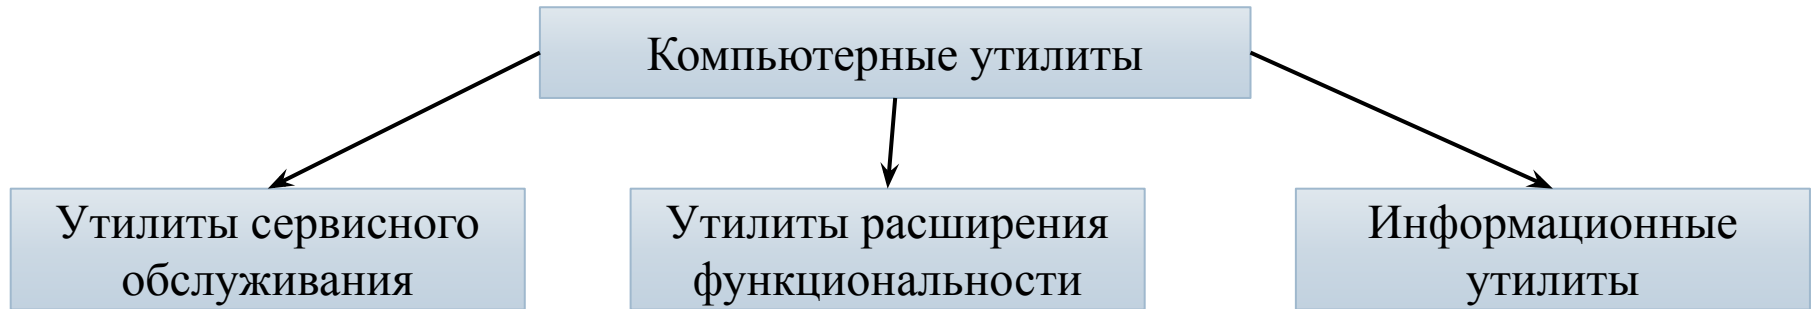 Компьютерные утилиты
Утилиты сервисного
обслуживания
Утилиты расширения
функциональности
Информационные
утилиты